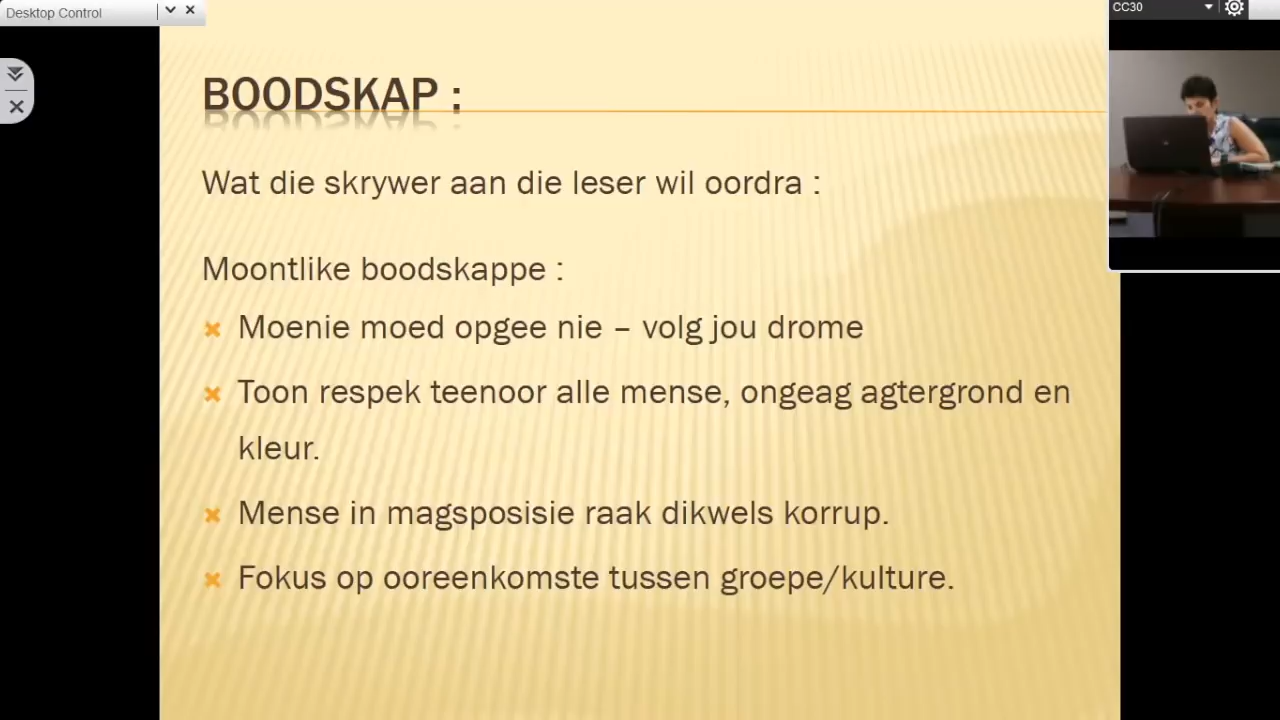 Desktop Control
CC30
BOODSKAP :
Wat die skrywer aan die leser wil oordra :
Moontlike boodskappe :
Moenie moed opgee nie – volg jou drome
Toon respek teenoor alle mense, ongeag agtergrond en
kleur.
Mense in magsposisie raak dikwels korrup.
Fokus op ooreenkomste tussen groepe/kulture.